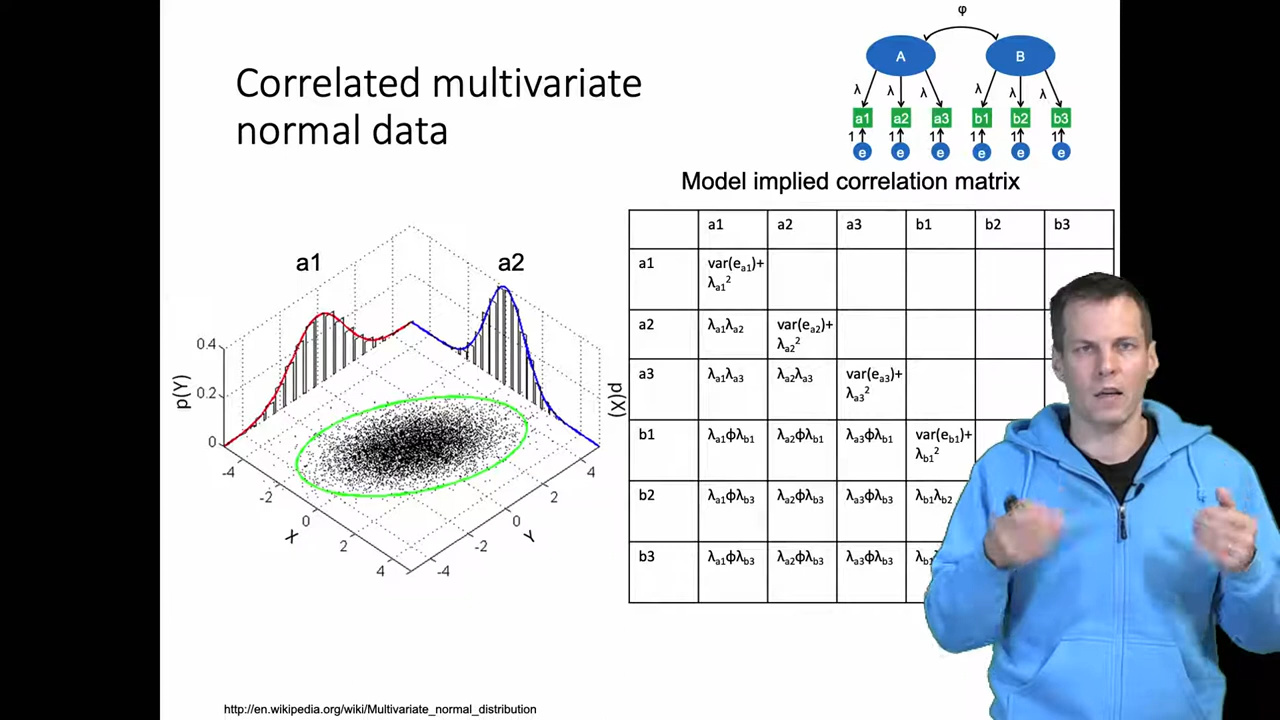 φ
A B
λ λ λ λ λ λ
a1 a2 a3 b1 b2 b3
1 1 1 1 1 1
e e e e e e
Correlated multivariate
normal data
Model implied correlation matrix
a1 a2 a3 b1 b2 b3
a1 var(eₐ₁)+ λₐ₁²
a2 λₐ₁λₐ₂ var(eₐ₂)+ λₐ₂²
a3 λₐ₁λₐ₃ λₐ₂λₐ₃ var(eₐ₃)+ λₐ₃²
b1 λₐ₁ϕλb1 λₐ₂ϕλb1 λₐ₃ϕλb1 var(eb1)+ λb1²
b2 λₐ₁ϕλb3 λₐ₂ϕλb3 λₐ₃ϕλb3 λb1λb2
b3 λₐ₁ϕλb3 λₐ₂ϕλb3 λₐ₃ϕλb3
a1 a2
0.4
0.2
0
p(Y)
p(X)
-4 -2 0 2 4
X
-4 -2 0 2 4
Y
http://en.wikipedia.org/wiki/Multivariate_normal_distribution